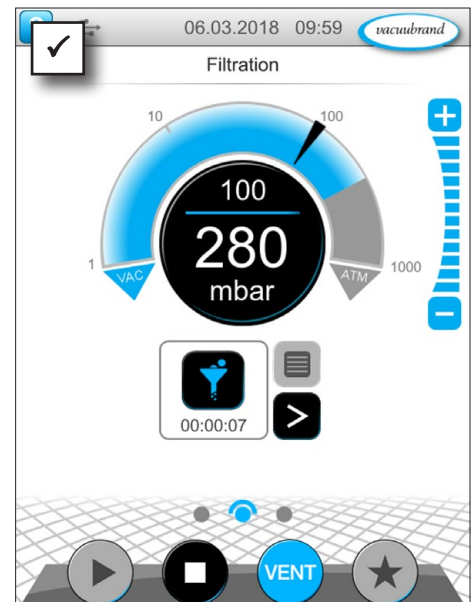 06.03.2018 09:59 vacuubrand
Filtration
10 100
100
280
mbar
1 VAC ATM 1000
00:00:07
VENT